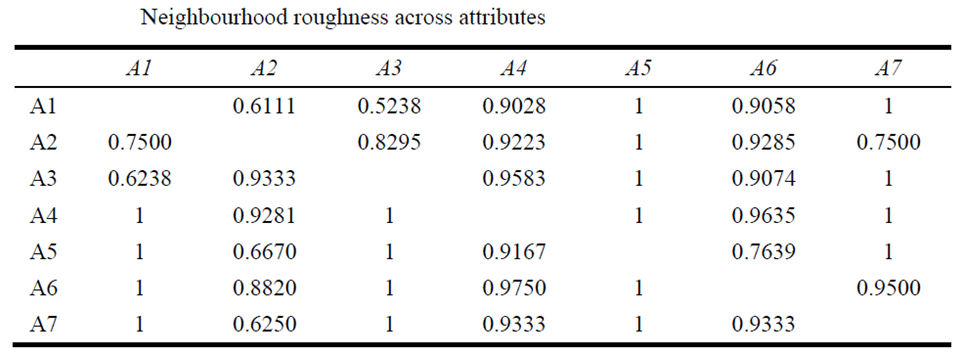 Neighbourhood roughness across attributes
A1 A2 A3 A4 A5 A6 A7
A1 0.6111 0.5238 0.9028 1 0.9058 1
A2 0.7500 0.8295 0.9223 1 0.9285 0.7500
A3 0.6238 0.9333 0.9583 1 0.9074 1
A4 1 0.9281 1 1 0.9635 1
A5 1 0.6670 1 0.9167 0.7639 1
A6 1 0.8820 1 0.9750 1 0.9500
A7 1 0.6250 1 0.9333 1 0.9333